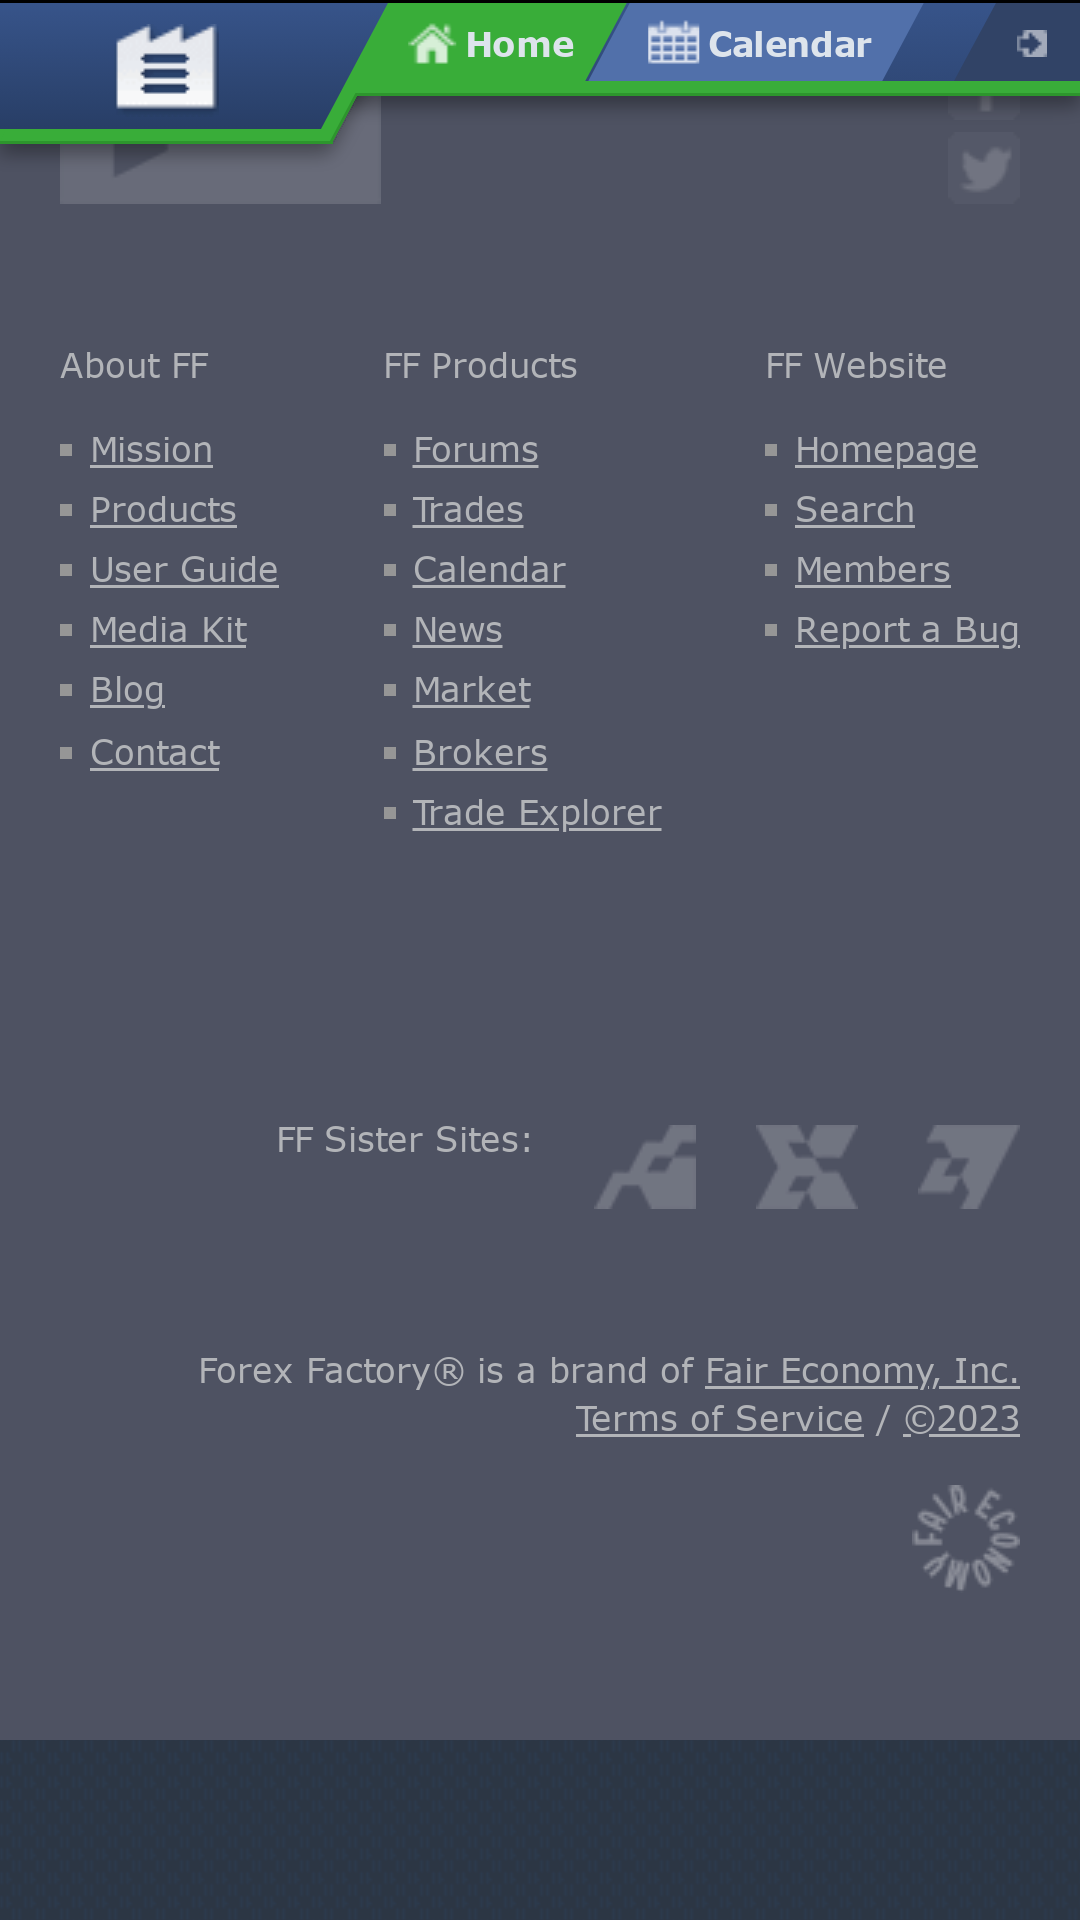 Home
Calendar
About FF
FF Products
FF Website
Mission
Forums
Homepage
Products
Trades
Search
User Guide
Calendar
Members
Media Kit
News
Report a Bug
Blog
Market
Contact
Brokers
Trade Explorer
FF Sister Sites:
Forex Factory® is a brand of Fair Economy, Inc.
Terms of Service / ©2023
FAIR ECONOMY